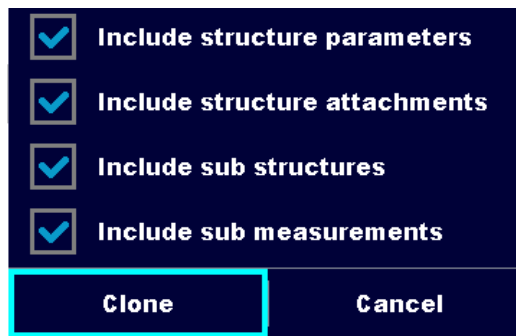 Include structure parameters
Include structure attachments
Include sub structures
Include sub measurements
Clone Cancel